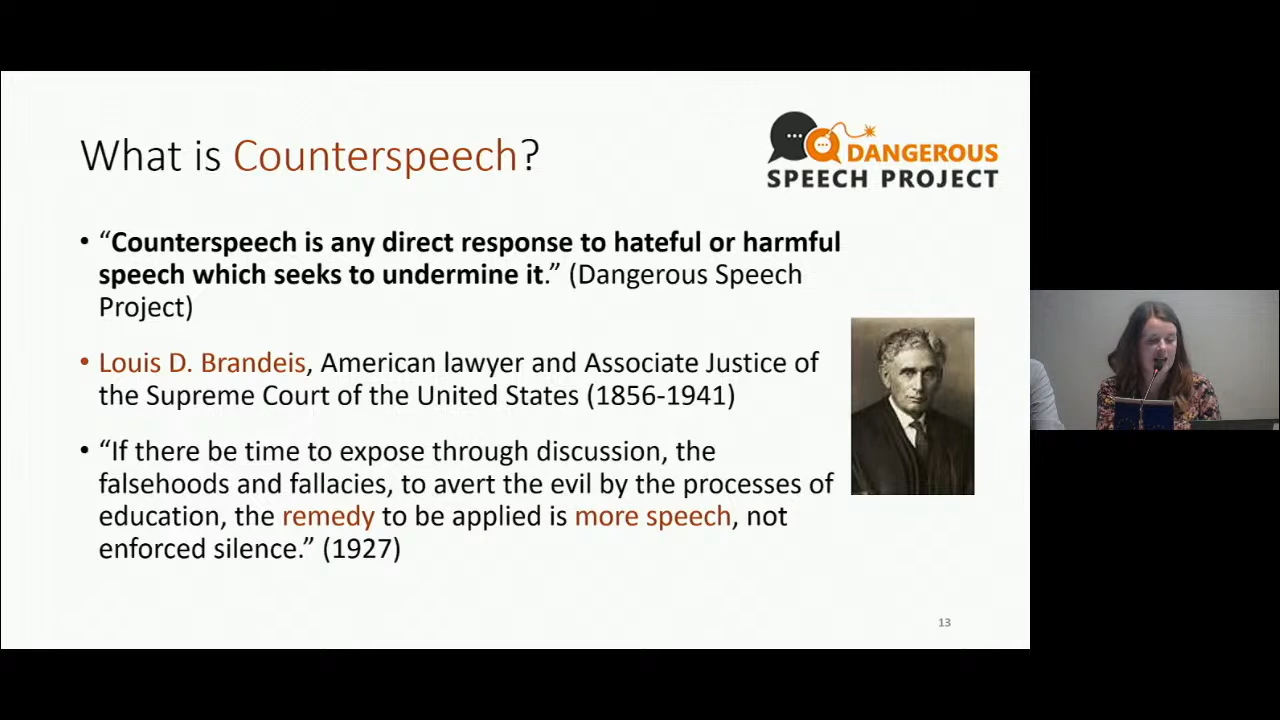 What is Counterspeech?
DANGEROUS
SPEECH PROJECT
• “Counterspeech is any direct response to hateful or harmful
speech which seeks to undermine it.” (Dangerous Speech
Project)
• Louis D. Brandeis, American lawyer and Associate Justice of
the Supreme Court of the United States (1856-1941)
• “If there be time to expose through discussion, the
falsehoods and fallacies, to avert the evil by the processes of
education, the remedy to be applied is more speech, not
enforced silence.” (1927)
13